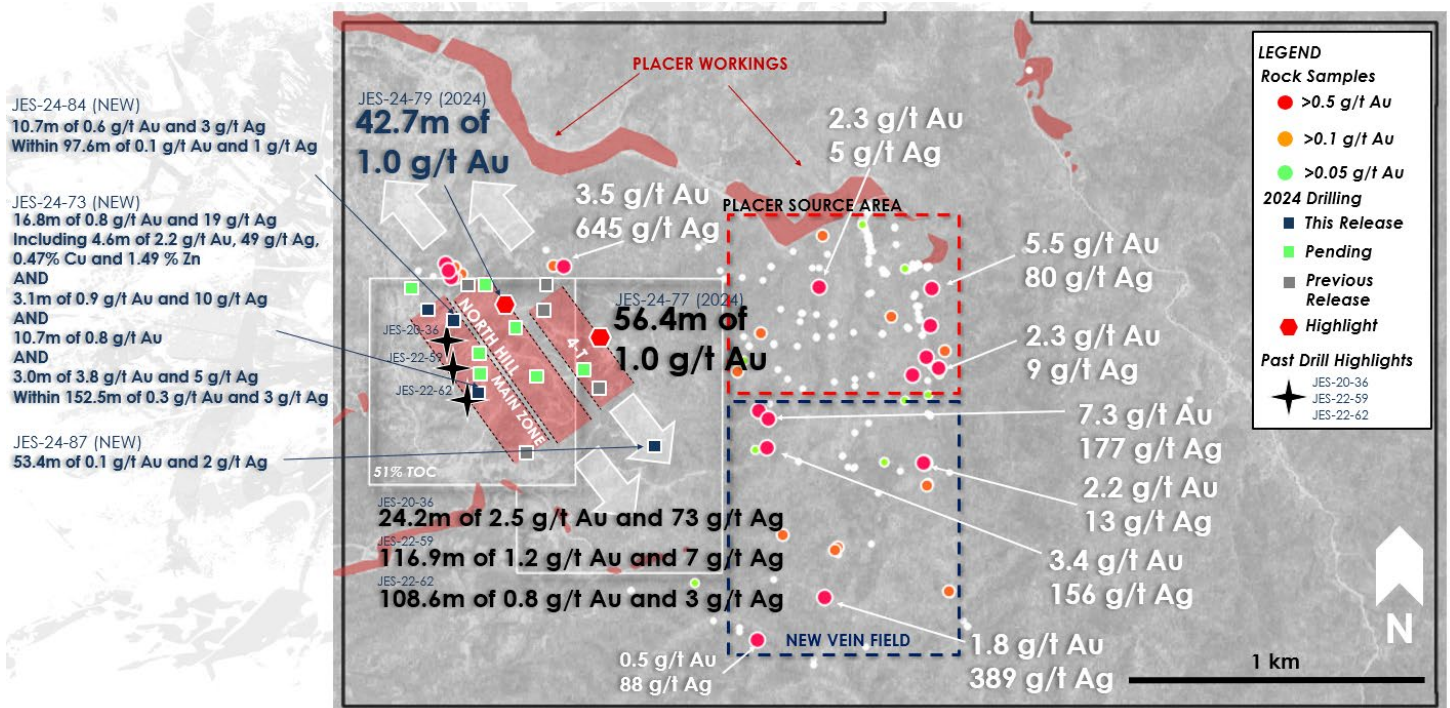 JES-24-84 (NEW)
10.7m of 0.6 g/t Au and 3 g/t Ag
Within 97.6m of 0.1 g/t Au and 1 g/t Ag
JES-24-73 (NEW)
16.8m of 0.8 g/t Au and 19 g/t Ag
Including 4.6m of 2.2 g/t Au, 49 g/t Ag,
0.47% Cu and 1.49 % Zn
AND
3.1m of 0.9 g/t Au and 10 g/t Ag
AND
10.7m of 0.8 g/t Au
AND
3.0m of 3.8 g/t Au and 5 g/t Ag
Within 152.5m of 0.3 g/t Au and 3 g/t Ag
JES-24-87 (NEW)
53.4m of 0.1 g/t Au and 2 g/t Ag
PLACER WORKINGS
JES-24-79 (2024)
42.7m of
1.0 g/t Au
3.5 g/t Au
645 g/t Ag
2.3 g/t Au
5 g/t Ag
PLACER SOURCE AREA
5.5 g/t Au
80 g/t Ag
JES-24-77 (2024)
56.4m of
1.0 g/t Au
NORTH HILL
MAIN ZONE
4-T
JES-20-36
JES-22-59
JES-22-62
2.3 g/t Au
9 g/t Ag
7.3 g/t Au
177 g/t Ag
2.2 g/t Au
13 g/t Ag
3.4 g/t Au
156 g/t Ag
51% TOC
JES-20-36
24.2m of 2.5 g/t Au and 73 g/t Ag
JES-22-59
116.9m of 1.2 g/t Au and 7 g/t Ag
JES-22-62
108.6m of 0.8 g/t Au and 3 g/t Ag
NEW VEIN FIELD
0.5 g/t Au
88 g/t Ag
1.8 g/t Au
389 g/t Ag
1 km
N
LEGEND
Rock Samples
>0.5 g/t Au
>0.1 g/t Au
>0.05 g/t Au
2024 Drilling
This Release
Pending
Previous
Release
Highlight
Past Drill Highlights
JES-20-36
JES-22-59
JES-22-62